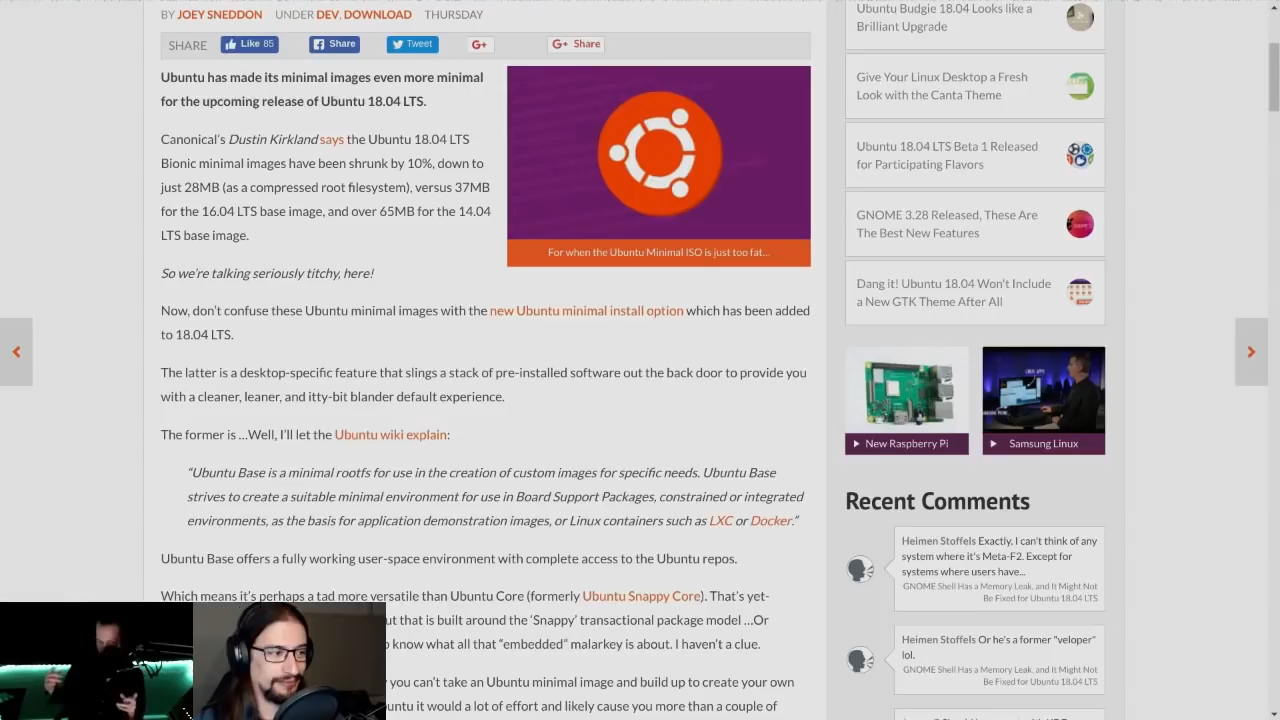 BY JOEY SNEDDON UNDER DEV, DOWNLOAD THURSDAY
SHARE Like 85 Share Tweet G+ G+ Share
Ubuntu has made its minimal images even more minimal
for the upcoming release of Ubuntu 18.04 LTS.
Canonical's Dustin Kirkland says the Ubuntu 18.04 LTS
Bionic minimal images have been shrunk by 10%, down to
just 28MB (as a compressed root filesystem), versus 37MB
for the 16.04 LTS base image, and over 65MB for the 14.04
LTS base image.
For when the Ubuntu Minimal ISO is just too fat...
So we're talking seriously titchy, here!
Now, don't confuse these Ubuntu minimal images with the new Ubuntu minimal install option which has been added
to 18.04 LTS.
The latter is a desktop-specific feature that slings a stack of pre-installed software out the back door to provide you
with a cleaner, leaner, and itty-bit blander default experience.
The former is …Well, I'll let the Ubuntu wiki explain:
“Ubuntu Base is a minimal rootfs for use in the creation of custom images for specific needs. Ubuntu Base
strives to create a suitable minimal environment for use in Board Support Packages, constrained or integrated
environments, as the basis for application demonstration images, or Linux containers such as LXC or Docker.”
Ubuntu Base offers a fully working user-space environment with complete access to the Ubuntu repos.
Which means it's perhaps a tad more versatile than Ubuntu Core (formerly Ubuntu Snappy Core). That's yet-
that is built around the ‘Snappy’ transactional package model …Or
know what all that “embedded” malarkey is about. I haven't a clue.
you can't take an Ubuntu minimal image and build up to create your own
it would a lot of effort and likely cause you more than a couple of
Ubuntu Budgie 18.04 Looks like a
Brilliant Upgrade
Give Your Linux Desktop a Fresh
Look with the Canta Theme
Ubuntu 18.04 LTS Beta 1 Released
for Participating Flavors
GNOME 3.28 Released, These Are
The Best New Features
Dang it! Ubuntu 18.04 Won't Include
a New GTK Theme After All
New Raspberry Pi
Samsung Linux
Recent Comments
Heimen Stoffels Exactly. I can't think of any
system where it's Meta-F2. Except for
systems where users have...
GNOME Shell Has a Memory Leak, and It Might Not
Be Fixed for Ubuntu 18.04 LTS
Heimen Stoffels Or he's a former "veloper"
lol.
GNOME Shell Has a Memory Leak, and It Might Not
Be Fixed for Ubuntu 18.04 LTS